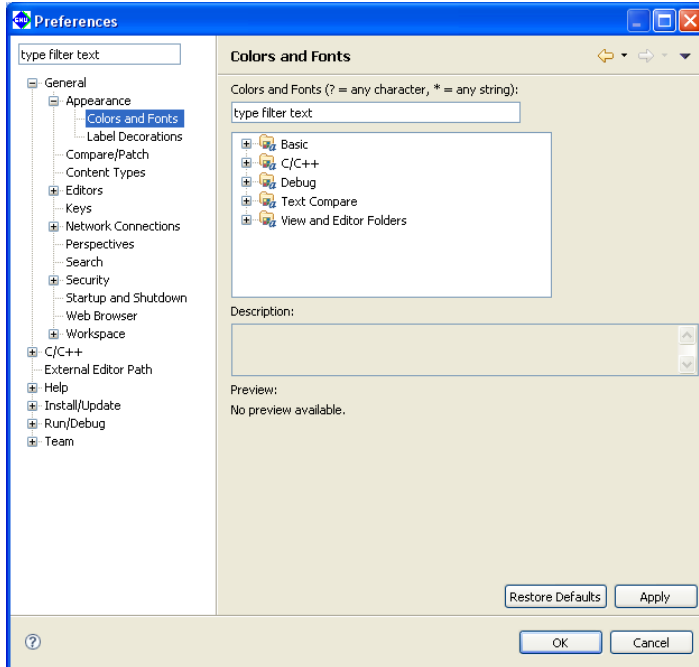 Preferences
type filter text
General
Appearance
Colors and Fonts
Label Decorations
Compare/Patch
Content Types
Editors
Keys
Network Connections
Perspectives
Search
Security
Startup and Shutdown
Web Browser
Workspace
C/C++
External Editor Path
Help
Install/Update
Run/Debug
Team
Colors and Fonts
Colors and Fonts (? = any character, * = any string):
type filter text
Basic
C/C++
Debug
Text Compare
View and Editor Folders
Description:
Preview:
No preview available.
Restore Defaults
Apply
OK
Cancel